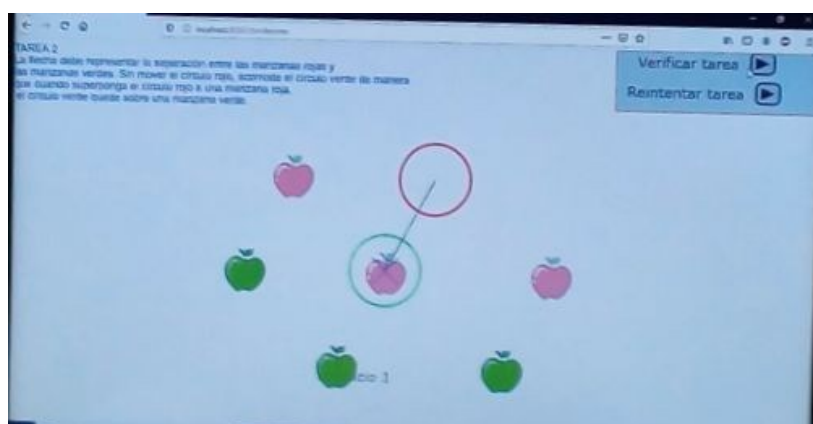 TAREA 2
La flecha debe representar la separación entre las manzanas rojas y
las manzanas verdes. Sin mover el círculo rojo, acomoda el círculo verde de manera
que cuando superponga el círculo rojo a una manzana roja,
el círculo verde quede sobre una manzana verde.
Verificar tarea
Reintentar tarea